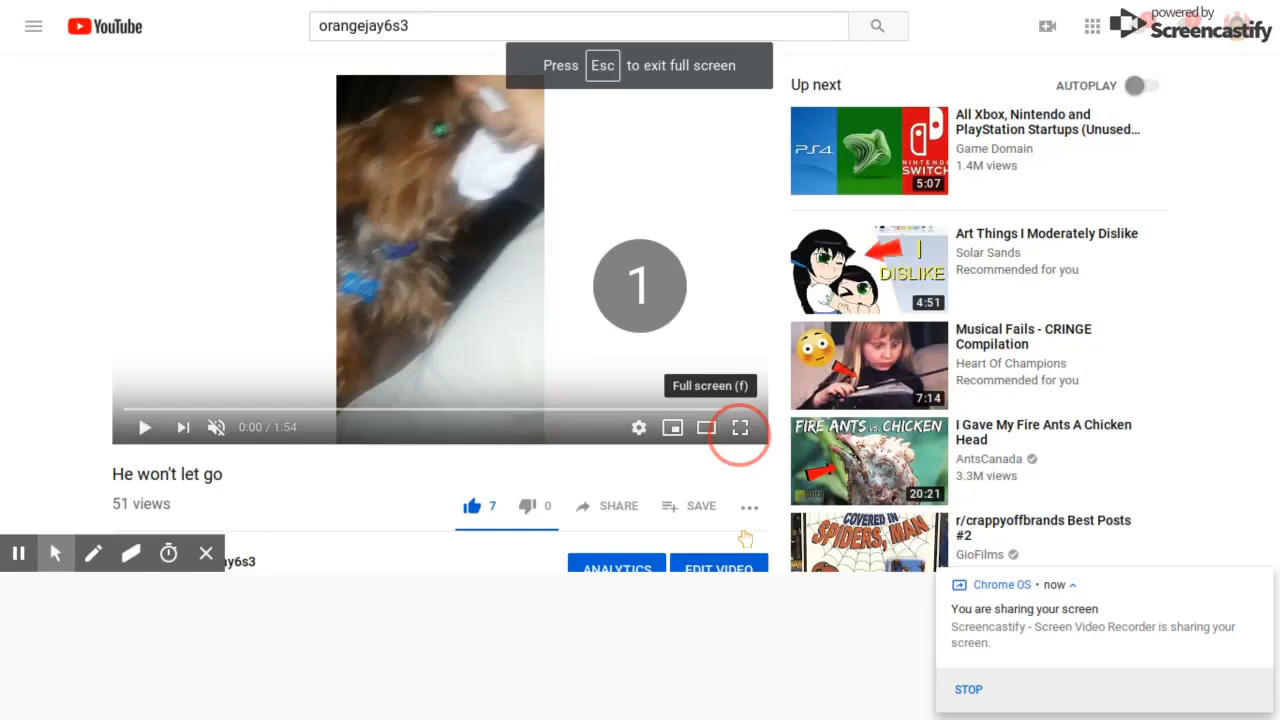 YouTube
orangejay6s3
powered by
Screencastify
Press Esc to exit full screen
Up next
AUTOPLAY
PS4
NINTENDO
SWITCH
5:07
All Xbox, Nintendo and
PlayStation Startups (Unused...
Game Domain
1.4M views
I
DISLIKE
4:51
Art Things I Moderately Dislike
Solar Sands
Recommended for you
1
7:14
Musical Fails - CRINGE
Compilation
Heart Of Champions
Recommended for you
Full screen (f)
0:00 / 1:54
FIRE ANTS vs. CHICKEN
20:21
I Gave My Fire Ants A Chicken
Head
AntsCanada
3.3M views
He won't let go
51 views
7
0
SHARE
SAVE
COVERED IN
SPIDERS, MAN
r/crappyoffbrands Best Posts
#2
GioFilms
y6s3
ANALYTICS
EDIT VIDEO
Chrome OS • now
You are sharing your screen
Screencastify - Screen Video Recorder is sharing your
screen.
STOP